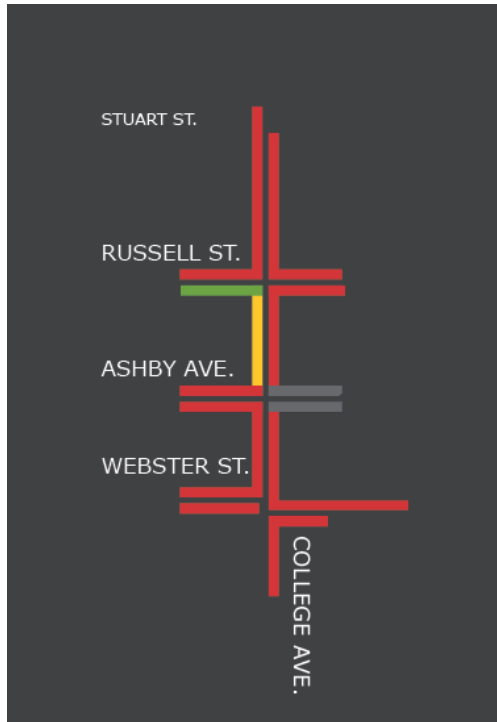 STUART ST.
RUSSELL ST.
ASHBY AVE.
WEBSTER ST.
COLLEGE AVE.